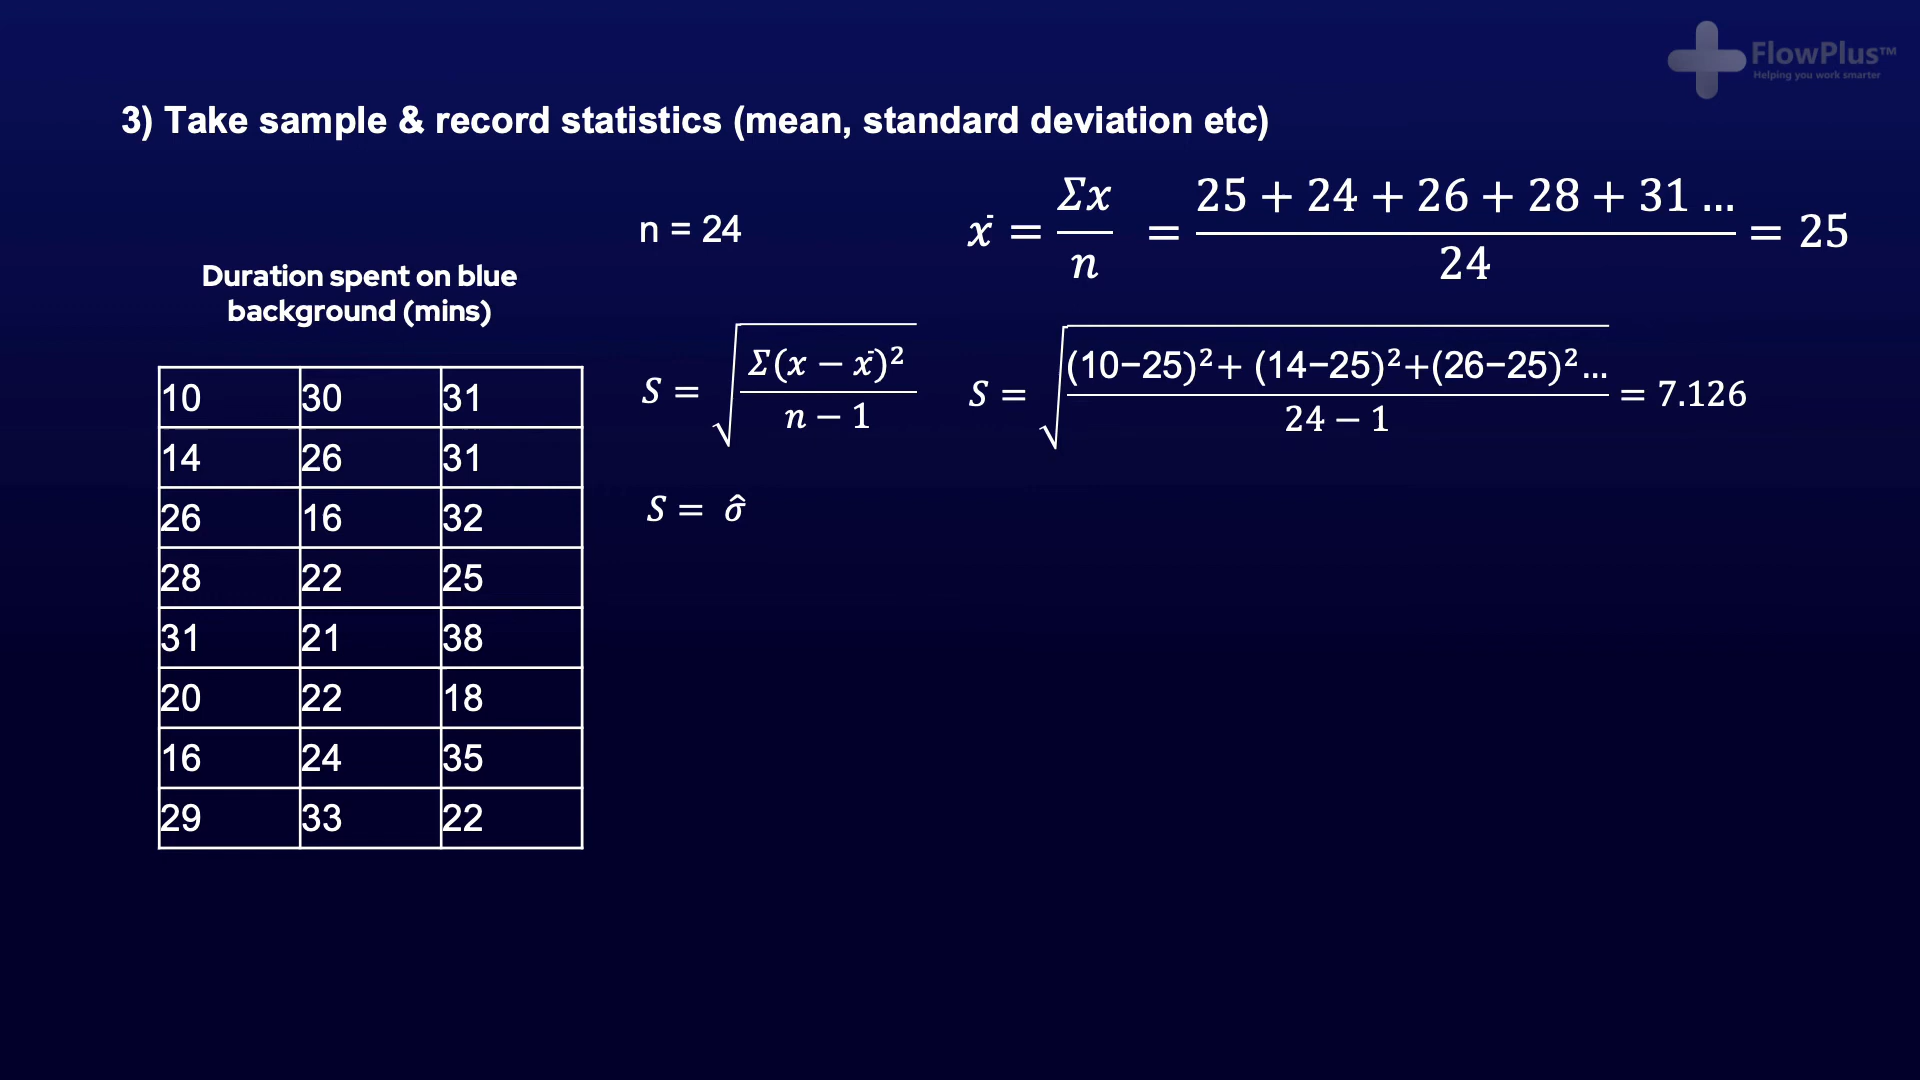 FlowPlus™
Helping you work smarter
3) Take sample & record statistics (mean, standard deviation etc)
n = 24
x̄ = Σx / n = 25 + 24 + 26 + 28 + 31 ... / 24 = 25
Duration spent on blue
background (mins)
S = √(Σ(x − x̄)² / n − 1)
S = √((10−25)²+ (14−25)²+(26−25)²... / 24 − 1) = 7.126
S = σ̂
10 30 31
14 26 31
26 16 32
28 22 25
31 21 38
20 22 18
16 24 35
29 33 22